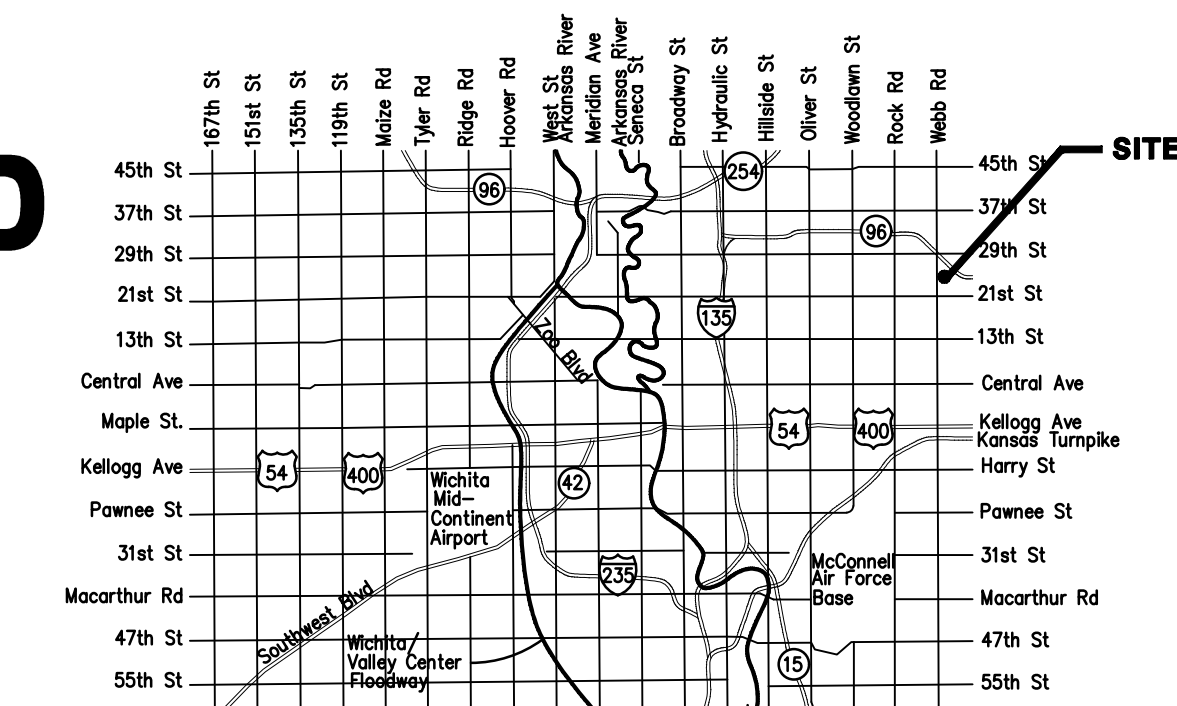 167th St
151st St
135th St
119th St
Maize Rd
Tyler Rd
Ridge Rd
Hoover Rd
West St
Arkansas River
Meridian Ave
Arkansas River
Seneca St
Broadway St
Hydraulic St
Hillside St
Oliver St
Woodlawn St
Rock Rd
Webb Rd
SITE
45th St
254
45th St
96
37th St
37th St
96
29th St
29th St
21st St
21st St
135
13th St
Zoo Blvd
13th St
Central Ave
Central Ave
Maple St.
54
400
Kellogg Ave
Kansas Turnpike
Kellogg Ave
54
400
Harry St
Wichita
Mid-
Continent
Airport
42
Pawnee St
Pawnee St
31st St
31st St
235
McConnell
Air Force
Base
Macarthur Rd
Macarthur Rd
Southwest Blvd
47th St
47th St
Wichita/
Valley Center
Floodway
15
55th St
55th St